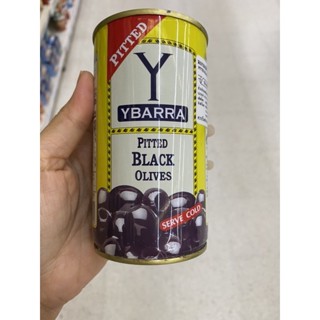 PITTED
Y
YBARRA
PITTED
BLACK
OLIVES
SERVE COLD